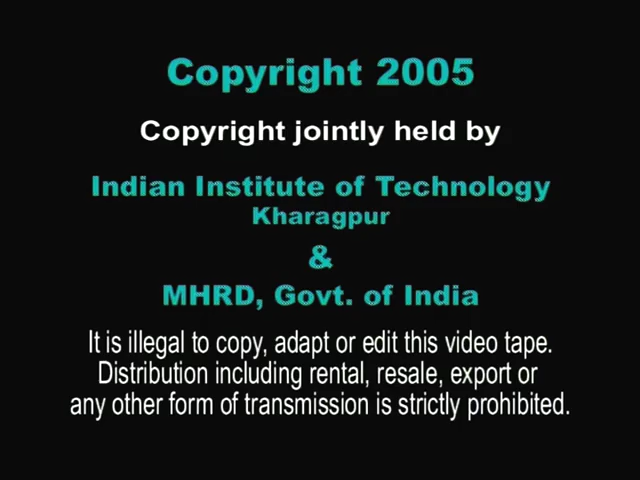 Copyright 2005
Copyright jointly held by
Indian Institute of Technology
Kharagpur
&
MHRD, Govt. of India
It is illegal to copy, adapt or edit this video tape.
Distribution including rental, resale, export or
any other form of transmission is strictly prohibited.